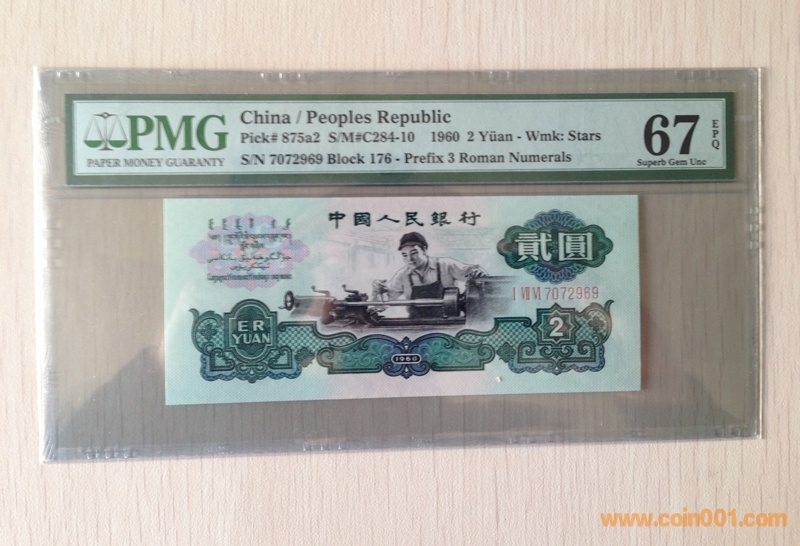 PMG
PAPER MONEY GUARANTY
China / Peoples Republic
Pick# 875a2 S/M#C284-10 1960 2 Yüan - Wmk: Stars
S/N 7072969 Block 176 - Prefix 3 Roman Numerals
67
EPQ
Superb Gem Unc
中國人民銀行
貳圓
I VII VI 7072969
ER
YUAN
1960
2
www.coin001.com